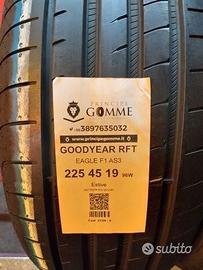 PRINCIPE
GOMME
3897635032
www.principegomme.it
GOODYEAR RFT
EAGLE F1 AS3
225 45 19 96W
Estive
subito